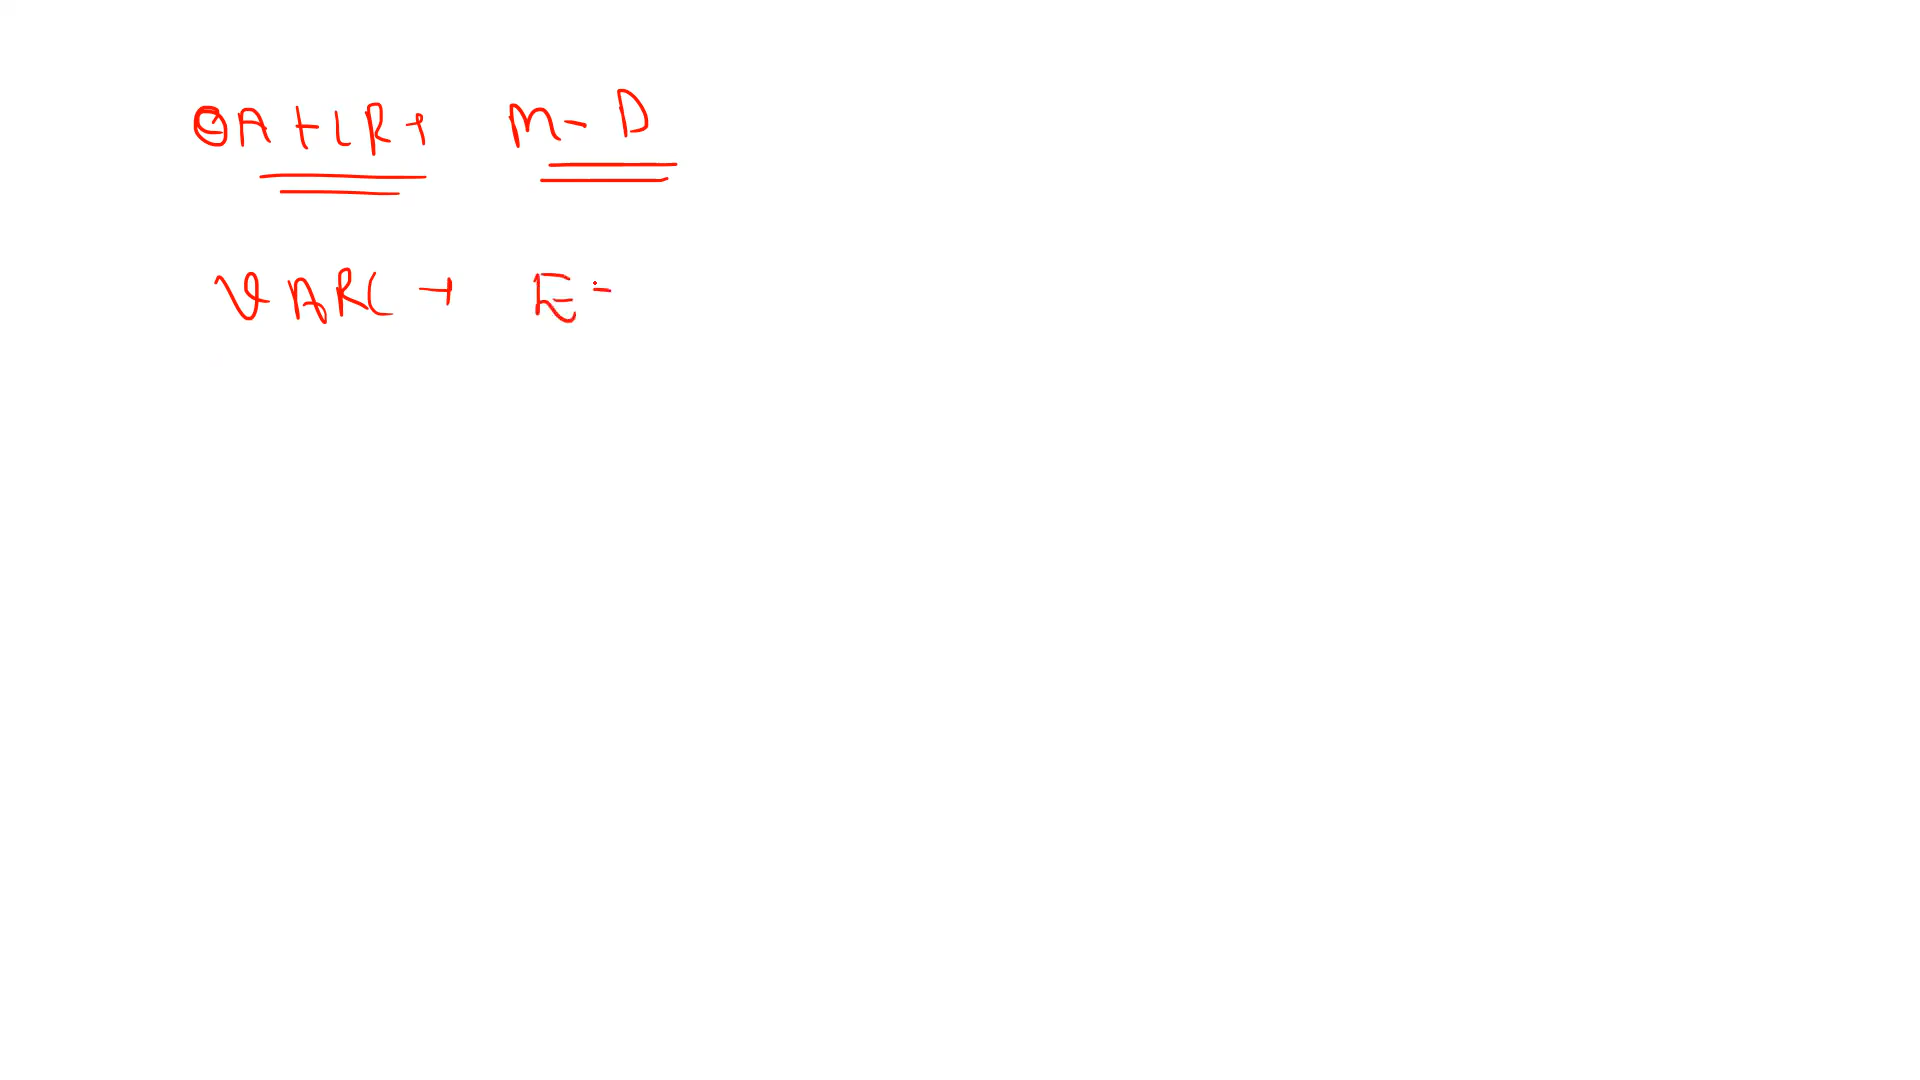 QA + LR + M - D
VARC + E -